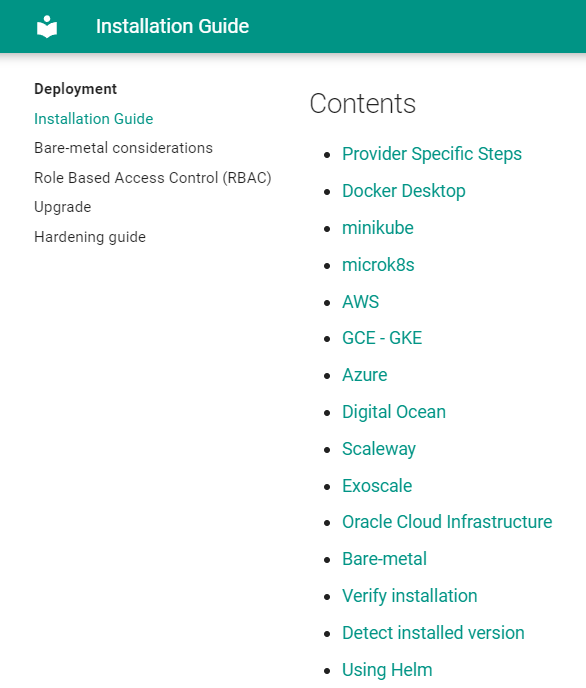 Installation Guide
Deployment
Installation Guide
Bare-metal considerations
Role Based Access Control (RBAC)
Upgrade
Hardening guide
Contents
Provider Specific Steps
Docker Desktop
minikube
microk8s
AWS
GCE - GKE
Azure
Digital Ocean
Scaleway
Exoscale
Oracle Cloud Infrastructure
Bare-metal
Verify installation
Detect installed version
Using Helm